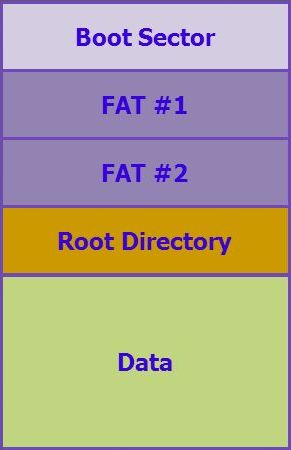 Boot Sector
FAT #1
FAT #2
Root Directory
Data